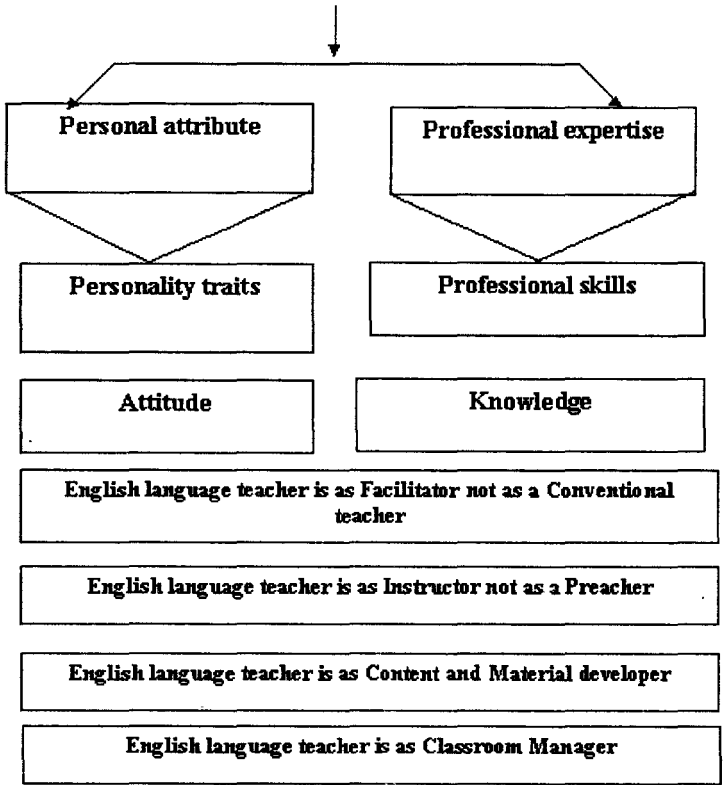 Personal attribute
Professional expertise
Personality traits
Professional skills
Attitude
Knowledge
English language teacher is as Facilitator not as a Conventional
teacher
English language teacher is as Instructor not as a Preacher
English language teacher is as Content and Material developer
English language teacher is as Classroom Manager